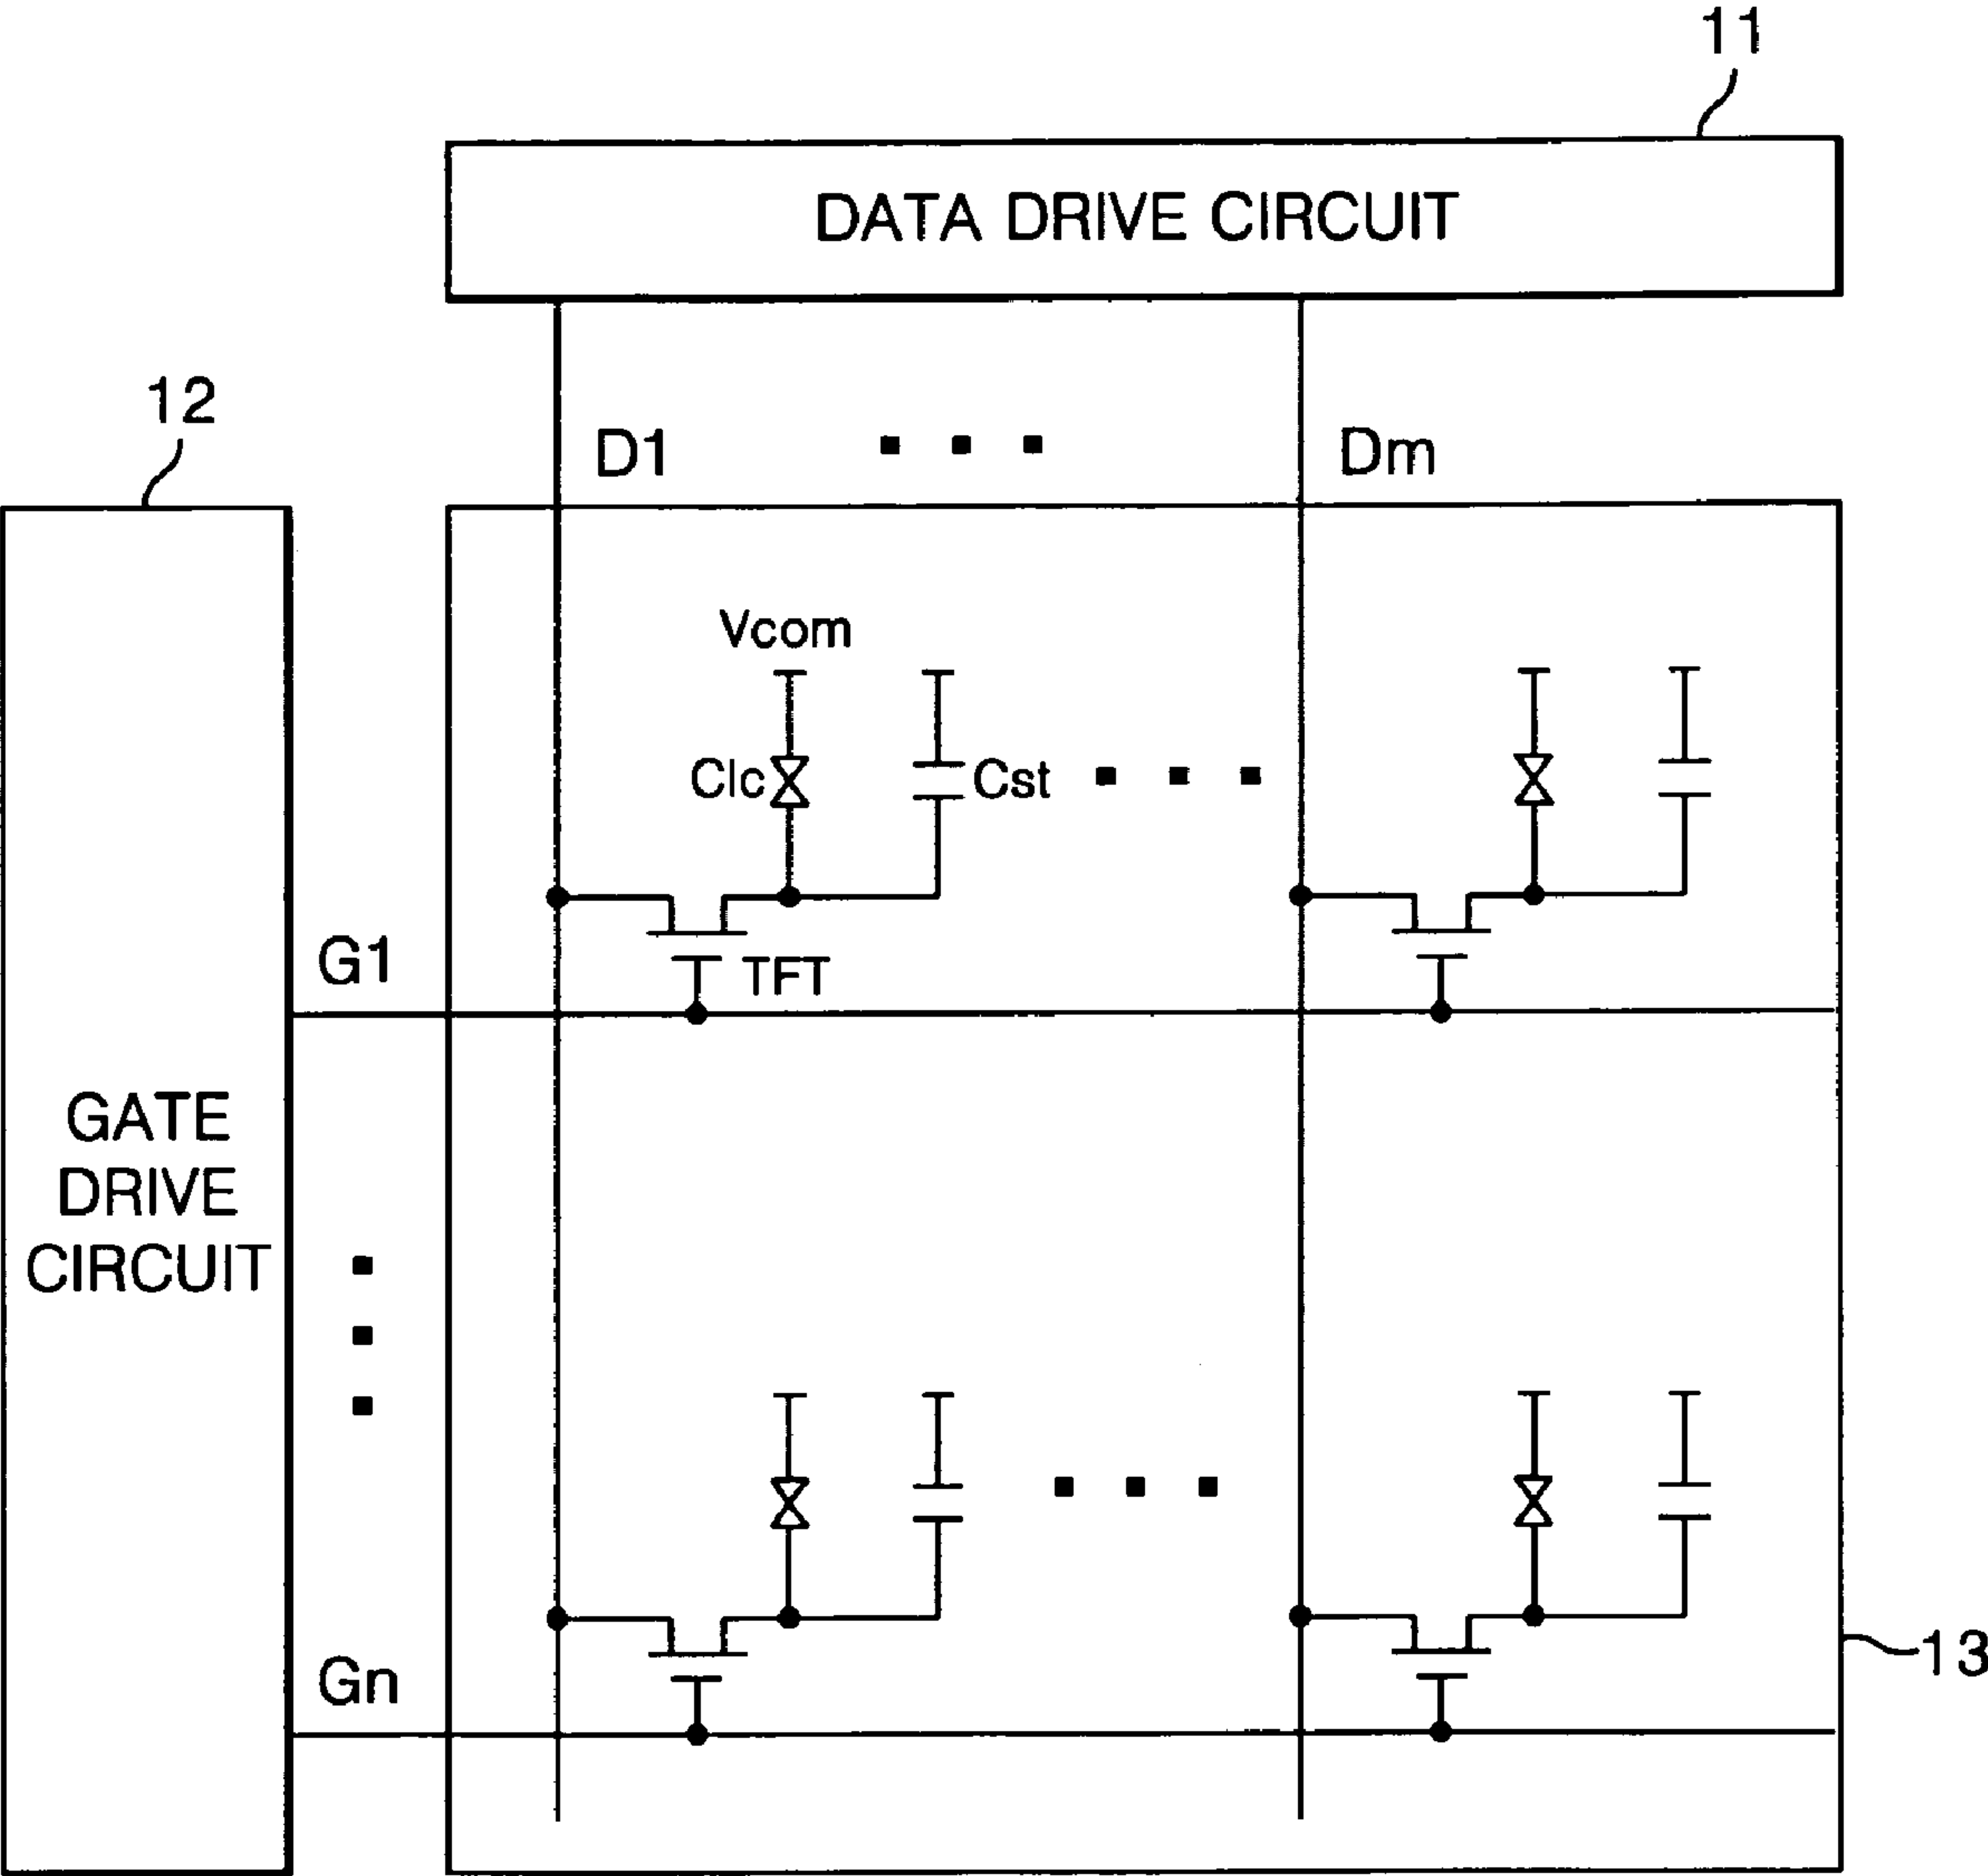 11
DATA DRIVE CIRCUIT
12
D1
Dm
Vcom
Clc
Cst
G1
TFT
GATE
DRIVE
CIRCUIT
Gn
13